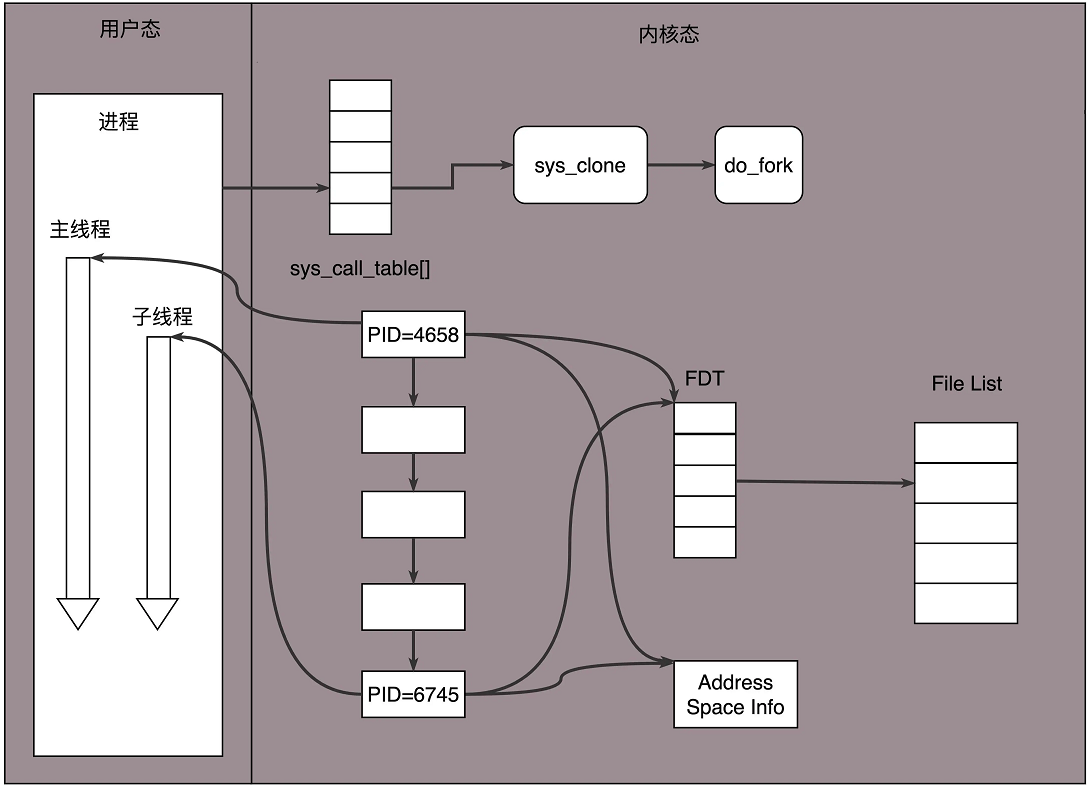 用户态
内核态
进程
sys_clone
do_fork
主线程
sys_call_table[]
子线程
PID=4658
FDT
File List
PID=6745
Address
Space Info